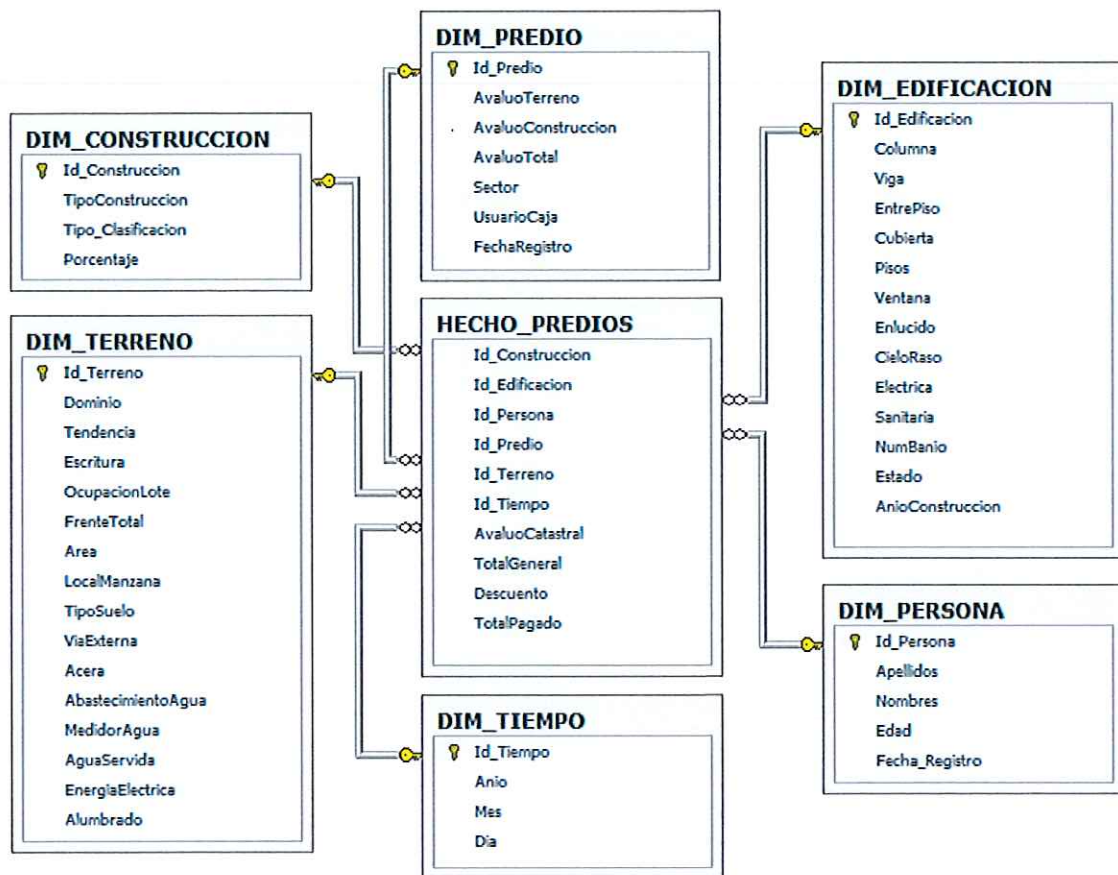 DIM_CONSTRUCCION
Id_Construccion
TipoConstruccion
Tipo_Clasificacion
Porcentaje
DIM_TERRENO
Id_Terreno
Dominio
Tendencia
Escritura
OcupacionLote
FrenteTotal
Area
LocalManzana
TipoSuelo
ViaExterna
Acera
AbastecimientoAgua
MedidorAgua
AguaServida
EnergiaElectrica
Alumbrado
DIM_PREDIO
Id_Predio
AvaluoTerreno
AvaluoConstruccion
AvaluoTotal
Sector
UsuarioCaja
FechaRegistro
HECHO_PREDIOS
Id_Construccion
Id_Edificacion
Id_Persona
Id_Predio
Id_Terreno
Id_Tiempo
AvaluoCatastral
TotalGeneral
Descuento
TotalPagado
DIM_TIEMPO
Id_Tiempo
Anio
Mes
Dia
DIM_EDIFICACION
Id_Edificacion
Columna
Viga
EntrePiso
Cubierta
Pisos
Ventana
Enlucido
CieloRaso
Electrica
Sanitaria
NumBanio
Estado
AnioConstruccion
DIM_PERSONA
Id_Persona
Apellidos
Nombres
Edad
Fecha_Registro